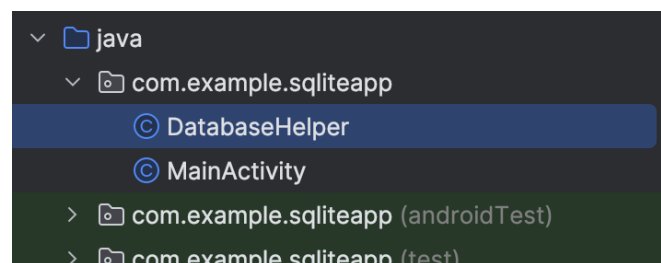 java
com.example.sqliteapp
© DatabaseHelper
© MainActivity
com.example.sqliteapp (androidTest)
com.example.sqliteapp (test)